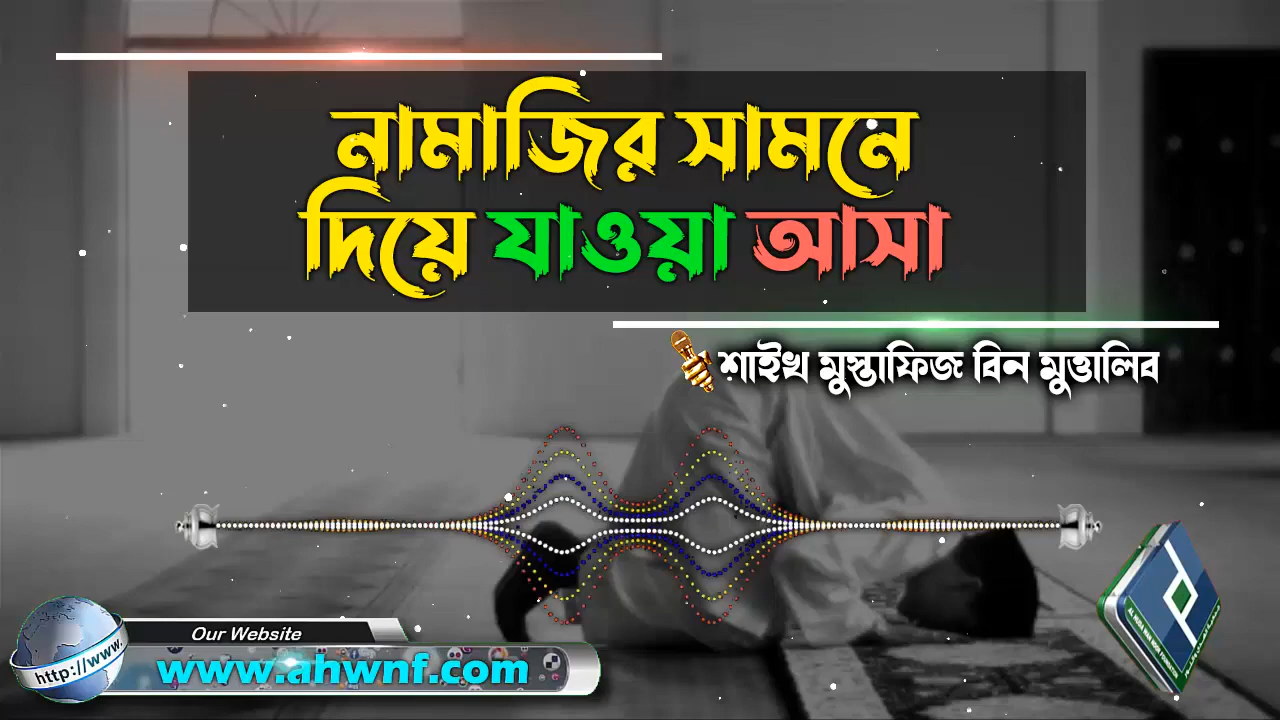 নামাজির সামনে
দিয়ে যাওয়া আসা
শাইখ মুস্তাফিজ বিন মুত্তালিব
Our Website
http://www.
www.ahwnf.com